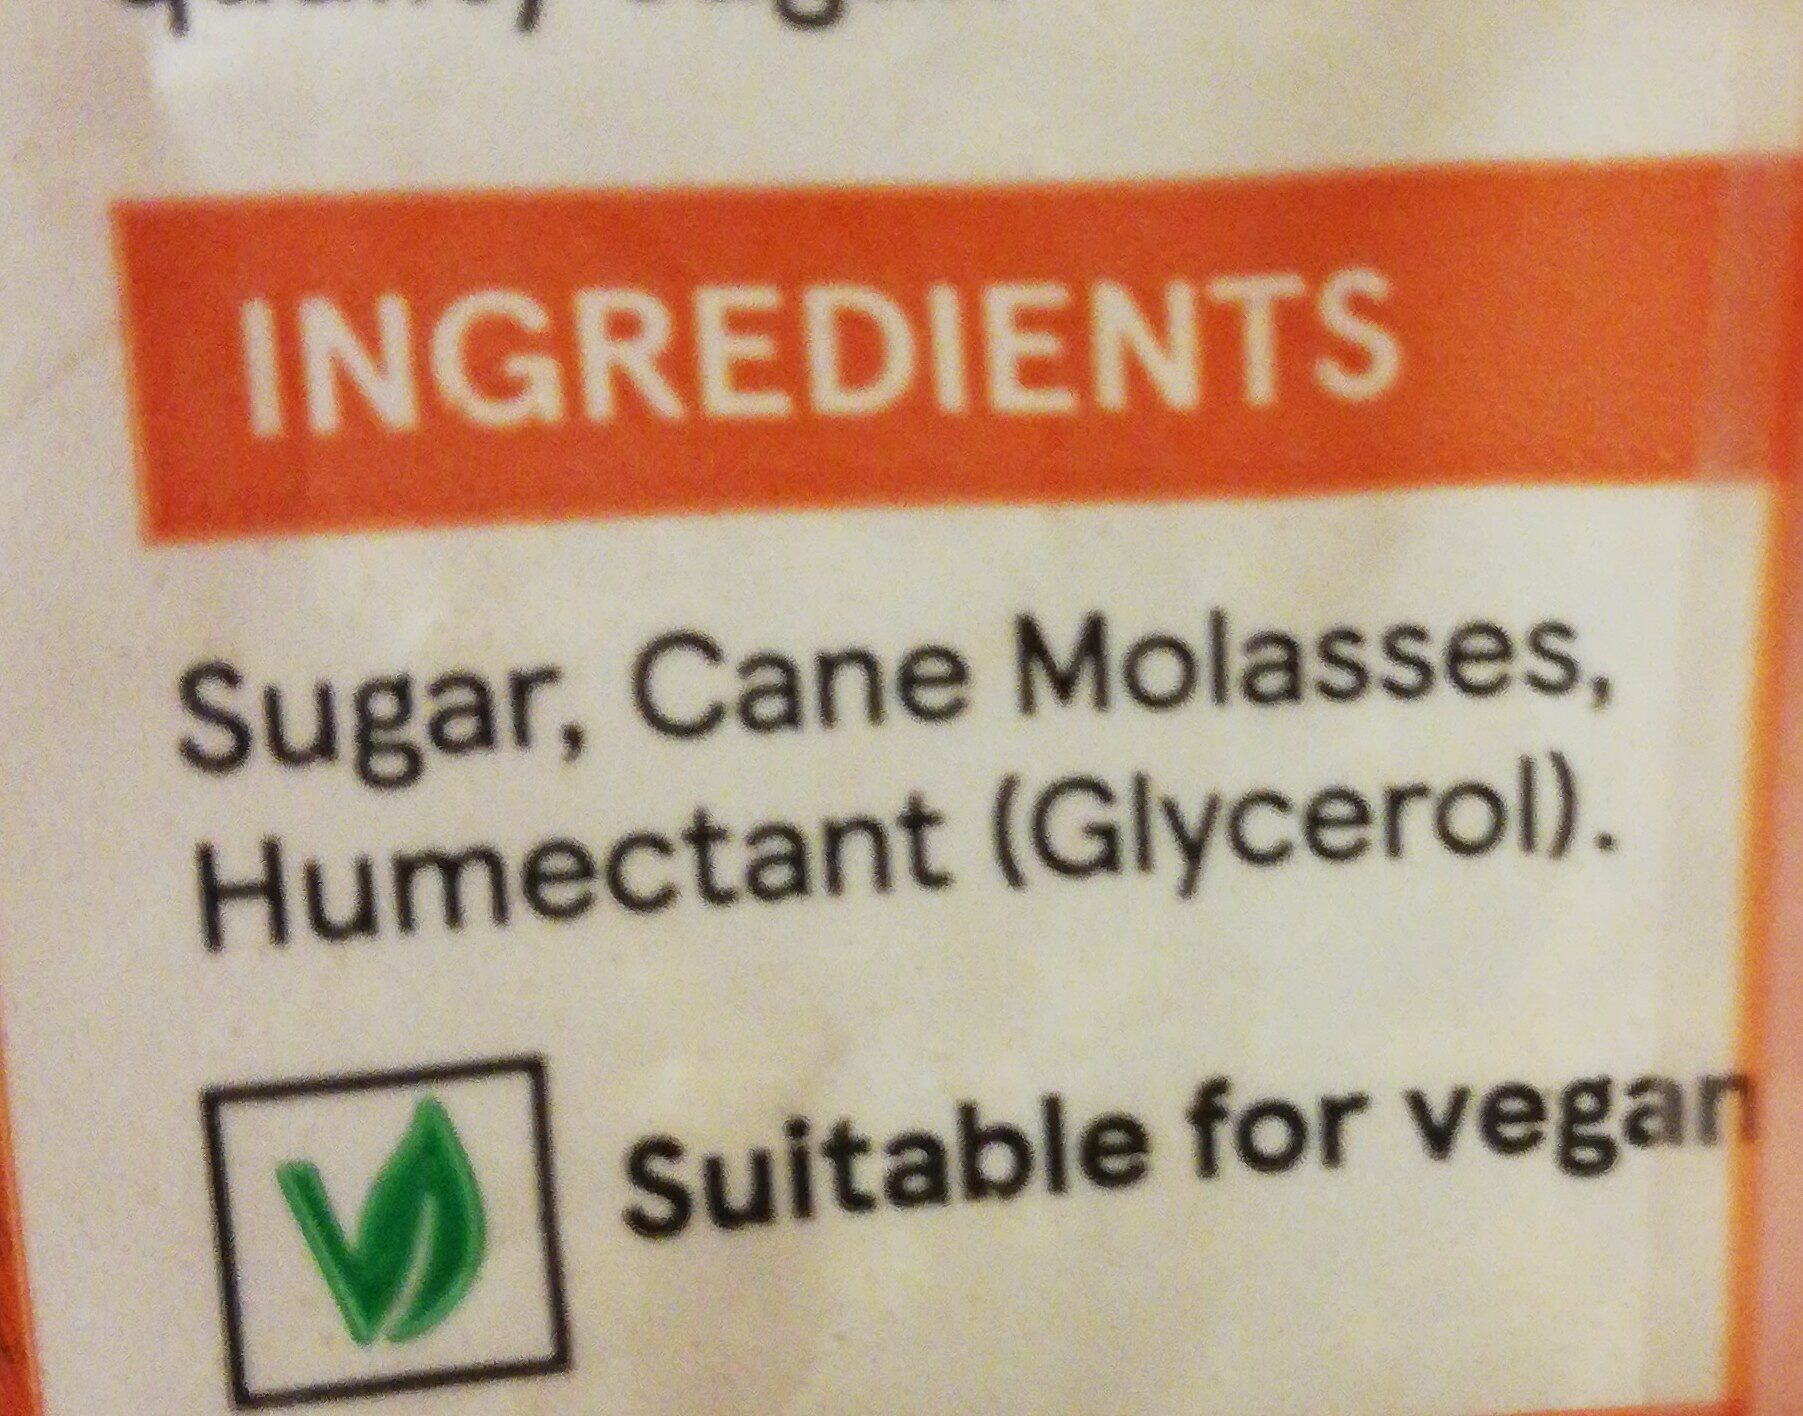 INGREDIENTS
Sugar, Cane Molasses,
Humectant (Glycerol).
Suitable for vegan